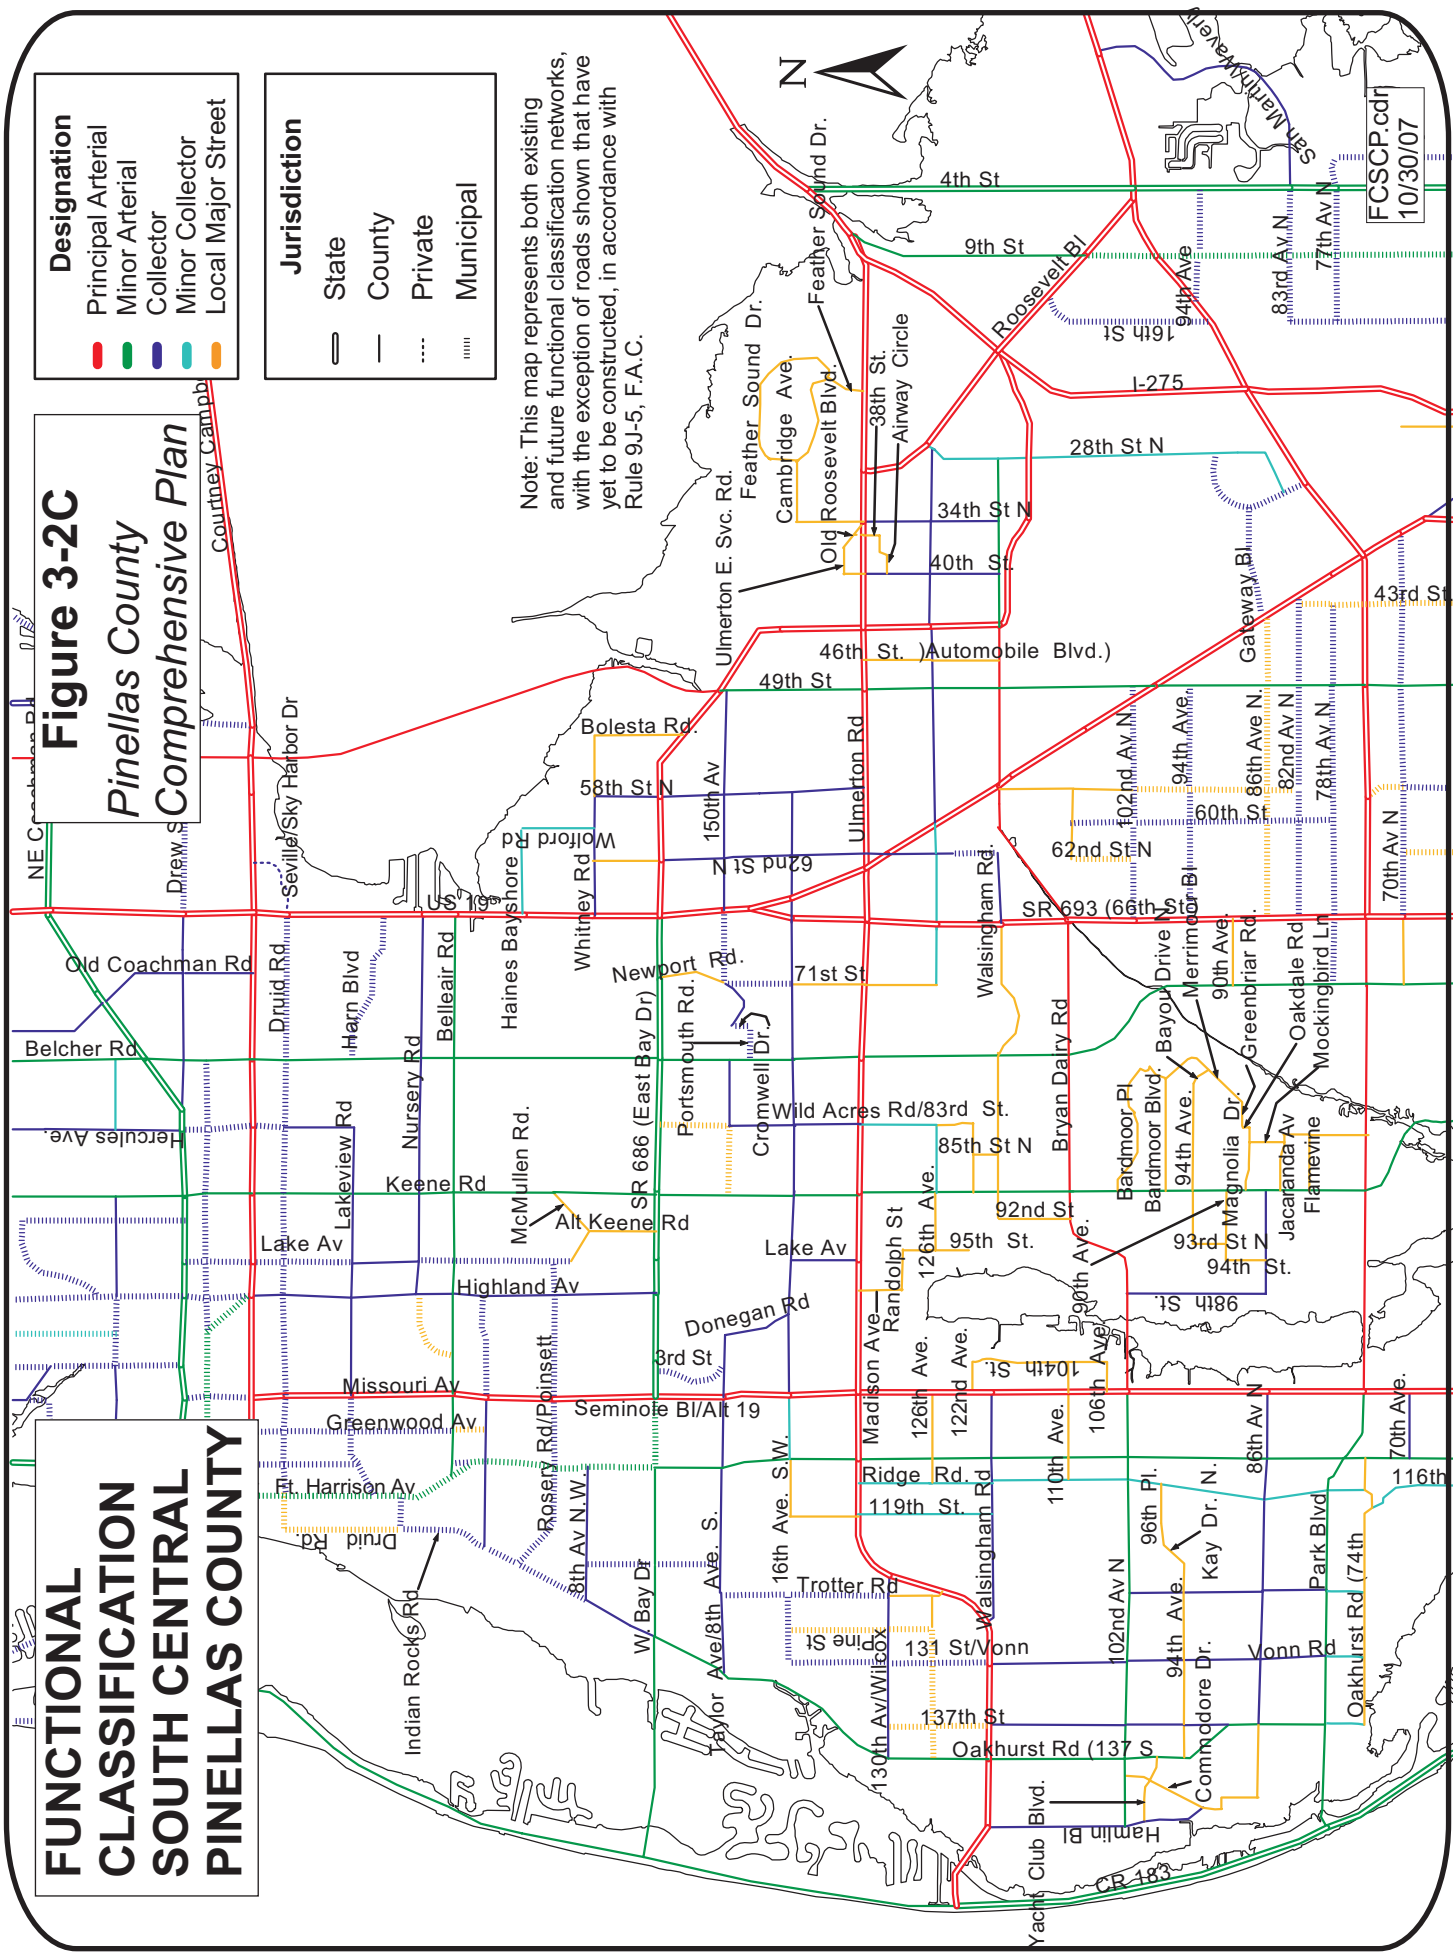 FUNCTIONAL
CLASSIFICATION
SOUTH CENTRAL
PINELLAS COUNTY
Figure 3-2C
Pinellas County
Comprehensive Plan
Designation
Principal Arterial
Minor Arterial
Collector
Minor Collector
Local Major Street
Jurisdiction
State
County
Private
Municipal
Note: This map represents both existing
and future functional classification networks,
with the exception of roads shown that have
yet to be constructed, in accordance with
Rule 9J-5, F.A.C.
N
FCSCP.cdr
10/30/07
Courtney Campb
Drew S
Seville/Sky Harbor Dr
US 19
Old Coachman Rd
Belcher Rd
Hercules Ave.
Druid Rd
Harn Blvd
Nursery Rd
Belleair Rd
Haines Bayshore
Whitney Rd
Wolford Rd
58th St N
Bolesta Rd.
150th Av
62nd St N
Newport Rd.
71st St
Portsmouth Rd.
Cromwell Dr.
SR 686 (East Bay Dr)
Lakeview Rd
Keene Rd
McMullen Rd.
Alt Keene Rd
Lake Av
Highland Av
Lake Av
Donegan Rd
3rd St
Missouri Av
Seminole Bl/Alt 19
Greenwood Av
Ft. Harrison Av
Druid Rd.
Rosery Rd/Poinsett
8th Av N.W.
Indian Rocks Rd
W. Bay Dr
Taylor Ave/8th Ave. S.
16th Ave. S.W.
Trotter Rd
Pine St
130th Av/Wilcox
131 St/Vonn
137th St
Oakhurst Rd (137 S
Ridge Rd.
119th St.
Walsingham Rd
Madison Ave.
Randolph St
126th Ave.
126th Ave.
122nd Ave.
95th St.
92nd St
85th St N
Wild Acres Rd/83rd St.
104th St.
110th Ave.
106th Ave.
90th Ave.
98th St.
94th St.
93rd St N
Magnolia Dr.
94th Ave.
Bardmoor Blvd.
Bardmoor Pl
Jacaranda Av
Flamevine
Mockingbird Ln
Oakdale Rd
Greenbriar Rd.
90th Ave.
Merrimoor Bl
Bayou Drive N
Bryan Dairy Rd
SR 693 (66th St
Walsingham Rd.
62nd St N
60th St
102nd Av N
94th Ave.
86th Ave N.
82nd Av N
78th Av N
70th Av N
43rd St.
Gateway Bl
49th St
46th St. )Automobile Blvd.)
Ulmerton Rd
Ulmerton E. Svc. Rd.
Feather Sound Dr.
Cambridge Ave.
Old Roosevelt Blvd.
38th St.
Airway Circle
Feather Sound Dr.
34th St N
40th St.
28th St N
I-275
Roosevelt Bl
16th St
94th Ave
83rd Av N
77th Av N
9th St
4th St
86th Av N
70th Ave.
116th
96th Pl.
Kay Dr. N.
Park Blvd
Oakhurst Rd (74th
Vonn Rd
94th Ave.
102nd Av N
Commodore Dr.
Yacht Club Blvd.
Hamlin Bl
CR 183